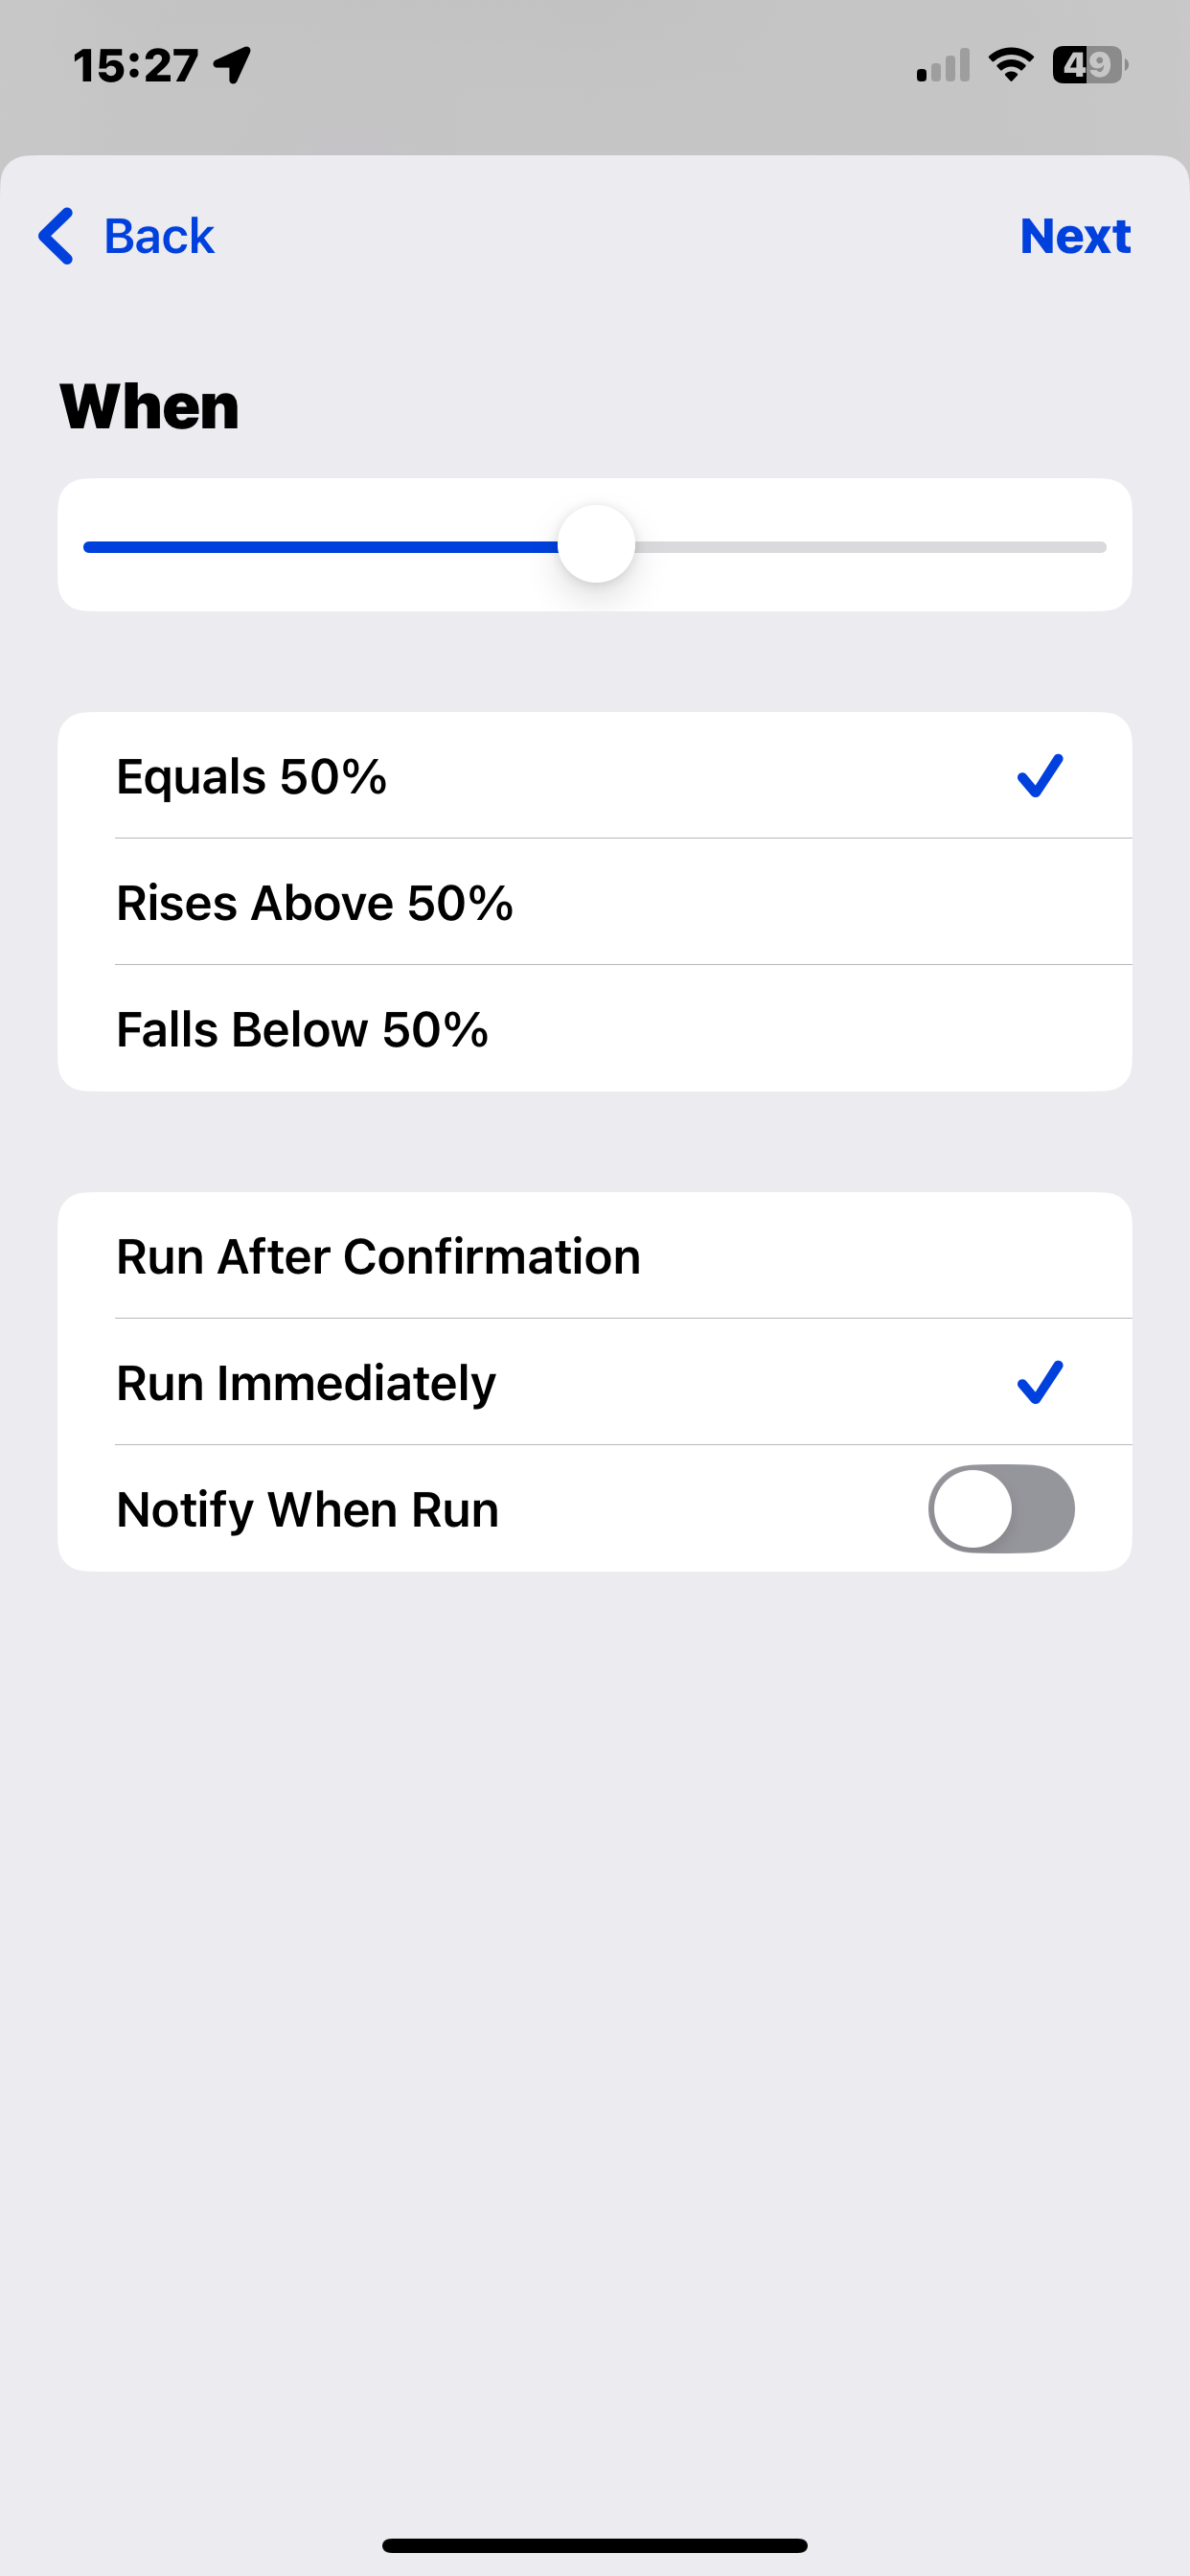 15:27
49
Back
Next
When
Equals 50%
Rises Above 50%
Falls Below 50%
Run After Confirmation
Run Immediately
Notify When Run